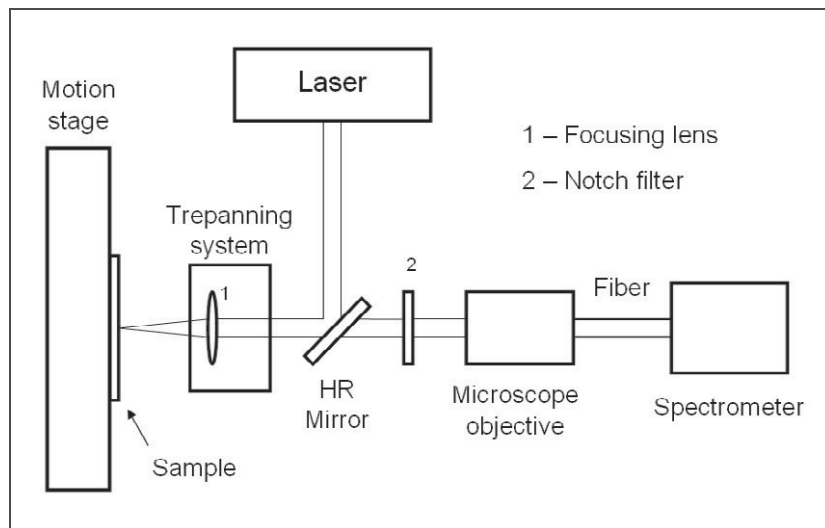 Laser
Motion
stage
1 – Focusing lens
2 – Notch filter
Trepanning
system
1
2
Fiber
HR
Mirror
Microscope
objective
Spectrometer
Sample